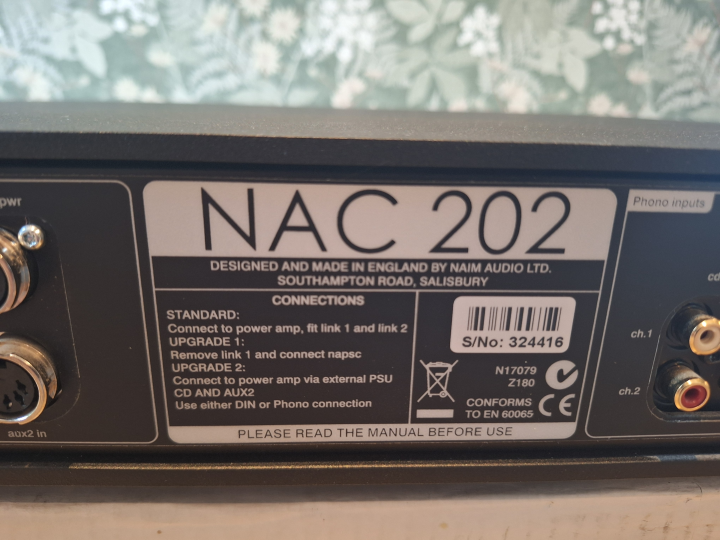 pwr
aux2 in
NAC 202
DESIGNED AND MADE IN ENGLAND BY NAIM AUDIO LTD.
SOUTHAMPTON ROAD, SALISBURY
CONNECTIONS
STANDARD:
Connect to power amp, fit link 1 and link 2
UPGRADE 1:
Remove link 1 and connect napsc
UPGRADE 2:
Connect to power amp via external PSU
CD AND AUX2
Use either DIN or Phono connection
S/No: 324416
N17079
Z180
CONFORMS
TO EN 60065
CE
PLEASE READ THE MANUAL BEFORE USE
Phono inputs
cd
ch.1
ch.2